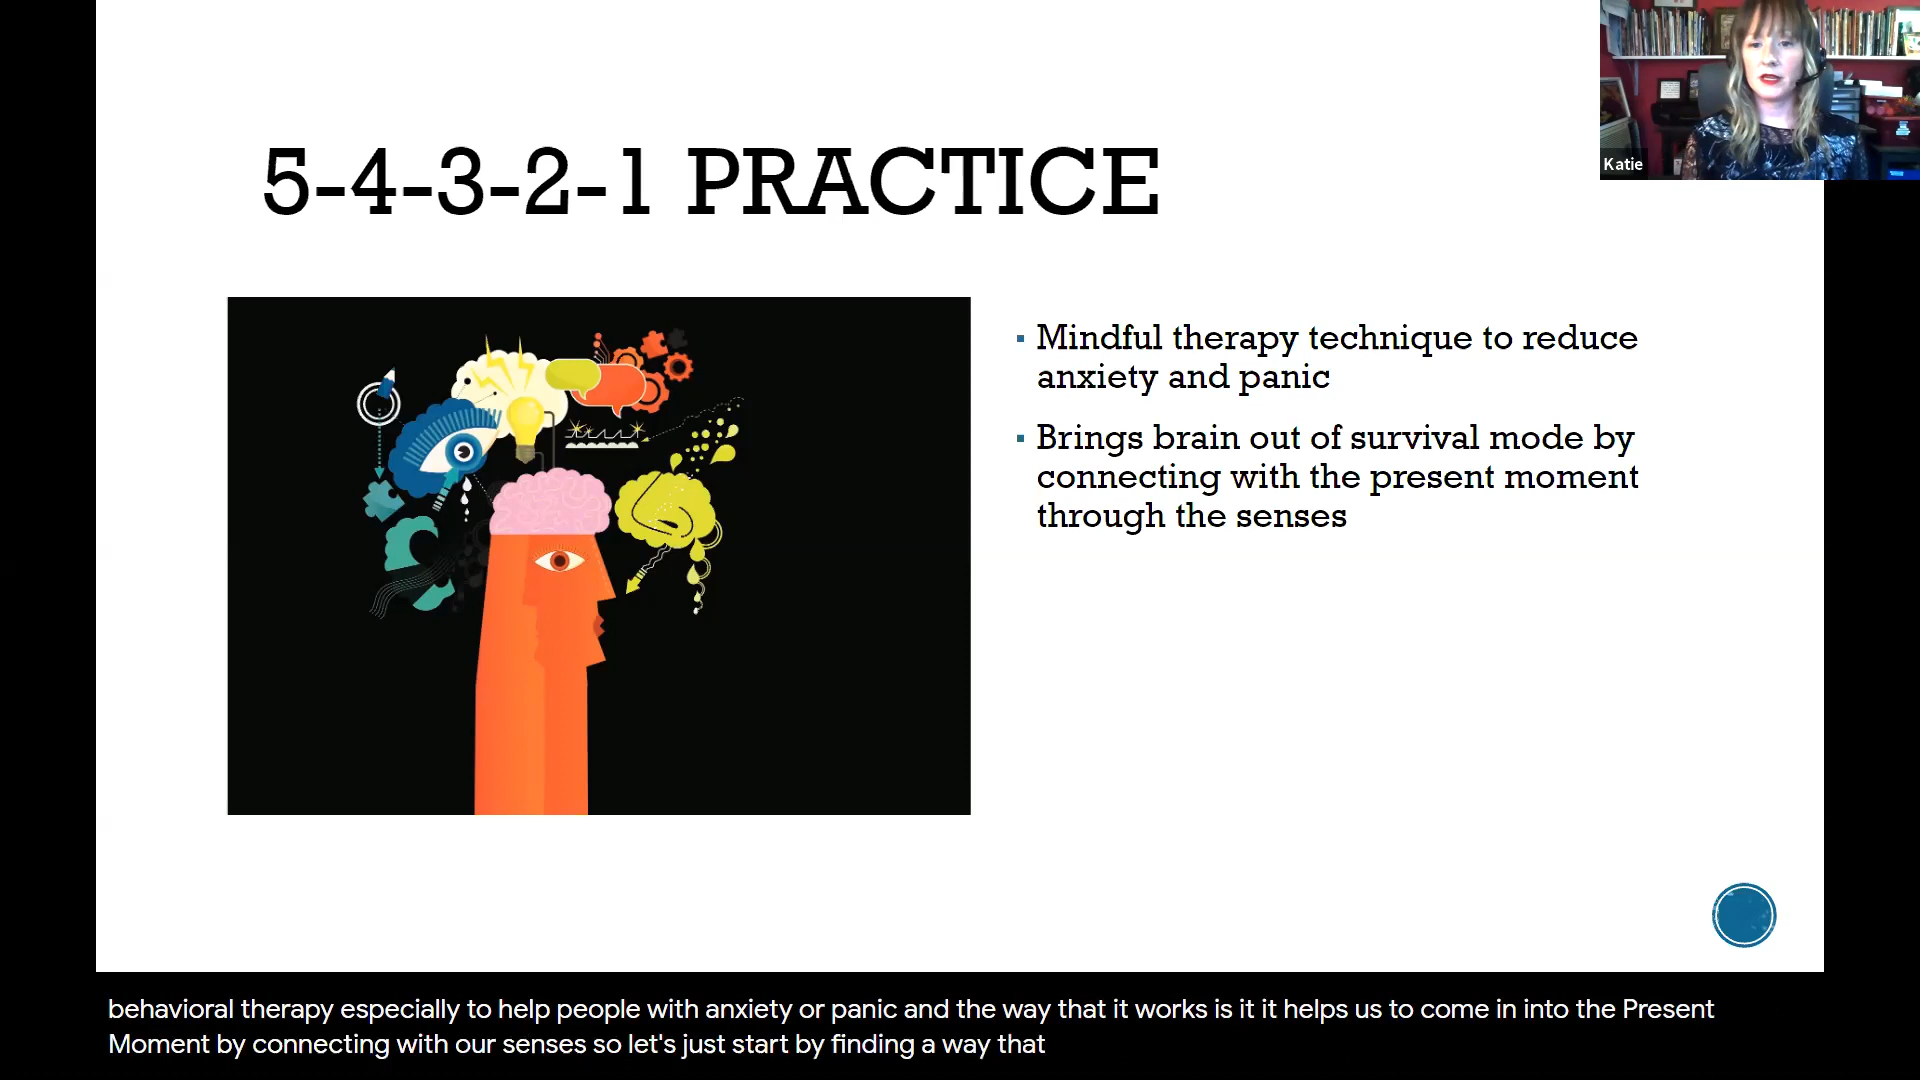 Katie
5-4-3-2-1 PRACTICE
Mindful therapy technique to reduce
anxiety and panic
Brings brain out of survival mode by
connecting with the present moment
through the senses
behavioral therapy especially to help people with anxiety or panic and the way that it works is it it helps us to come in into the Present
Moment by connecting with our senses so let's just start by finding a way that